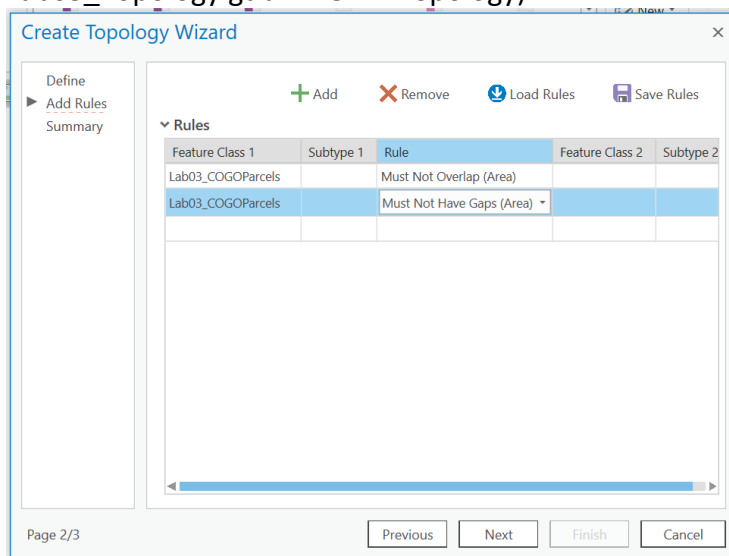 Create Topology Wizard
Define
Add Rules
Summary
Add Remove Load Rules Save Rules
Rules
Feature Class 1 Subtype 1 Rule Feature Class 2 Subtype 2
Lab03_COGOParcels Must Not Overlap (Area)
Lab03_COGOParcels Must Not Have Gaps (Area)
Page 2/3 Previous Next Finish Cancel